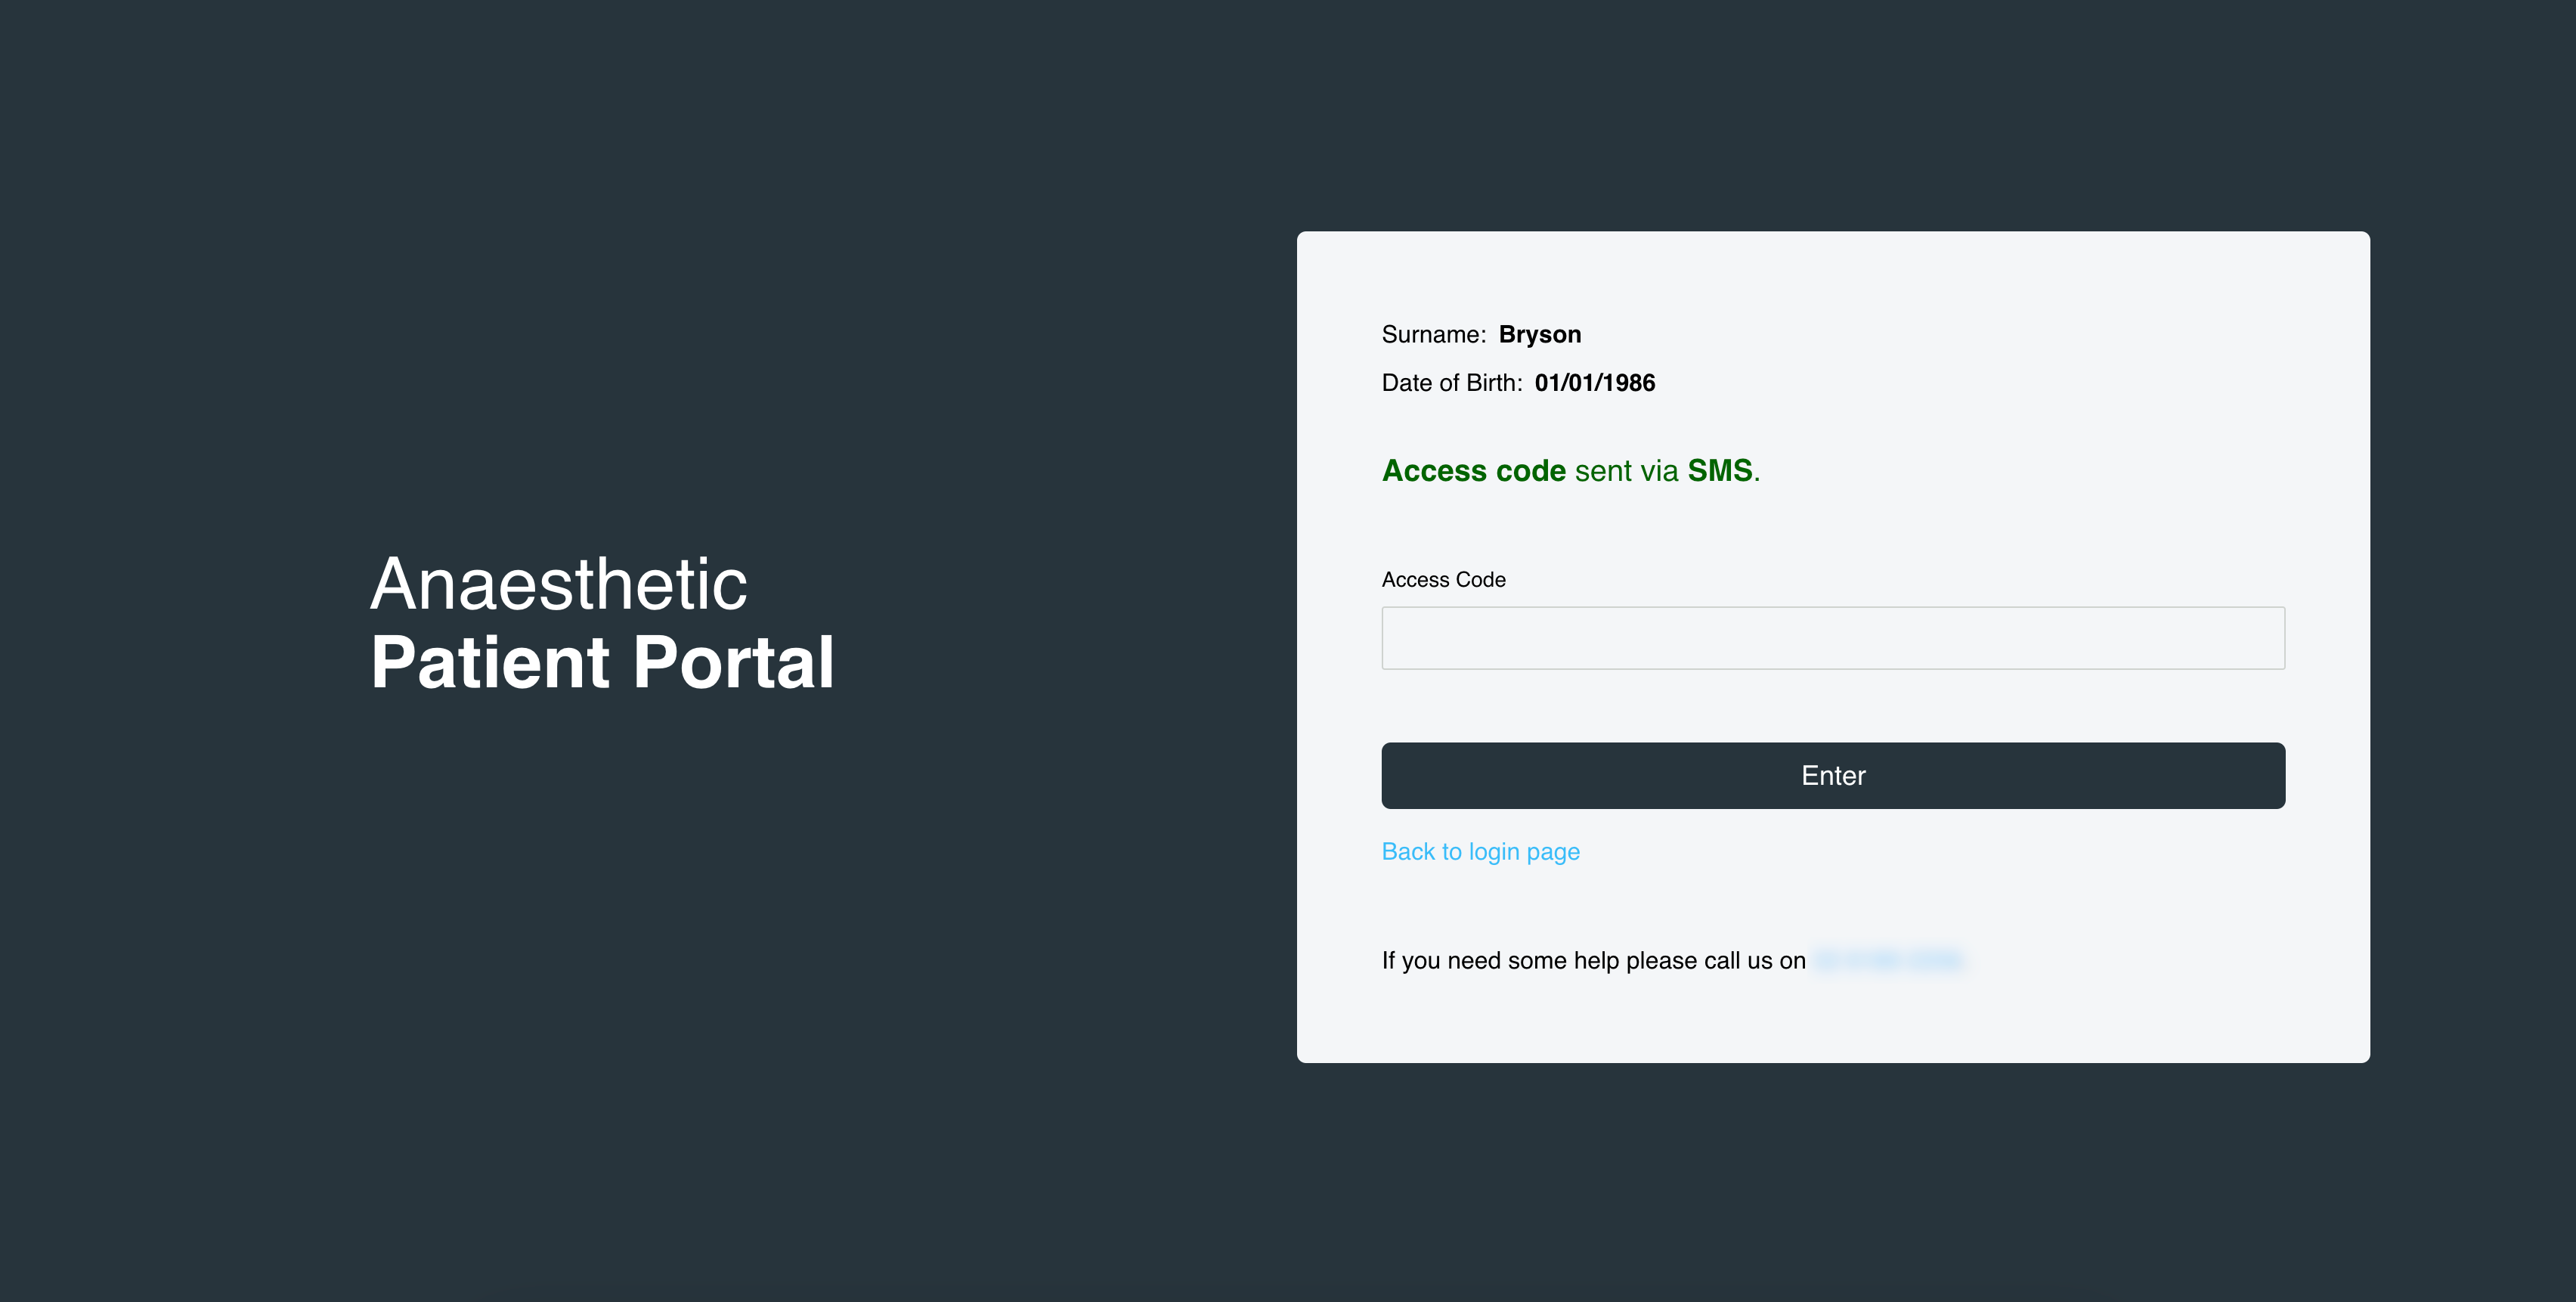 Anaesthetic
Patient Portal
Surname: Bryson
Date of Birth: 01/01/1986
Access code sent via SMS.
Access Code
Enter
Back to login page
If you need some help please call us on